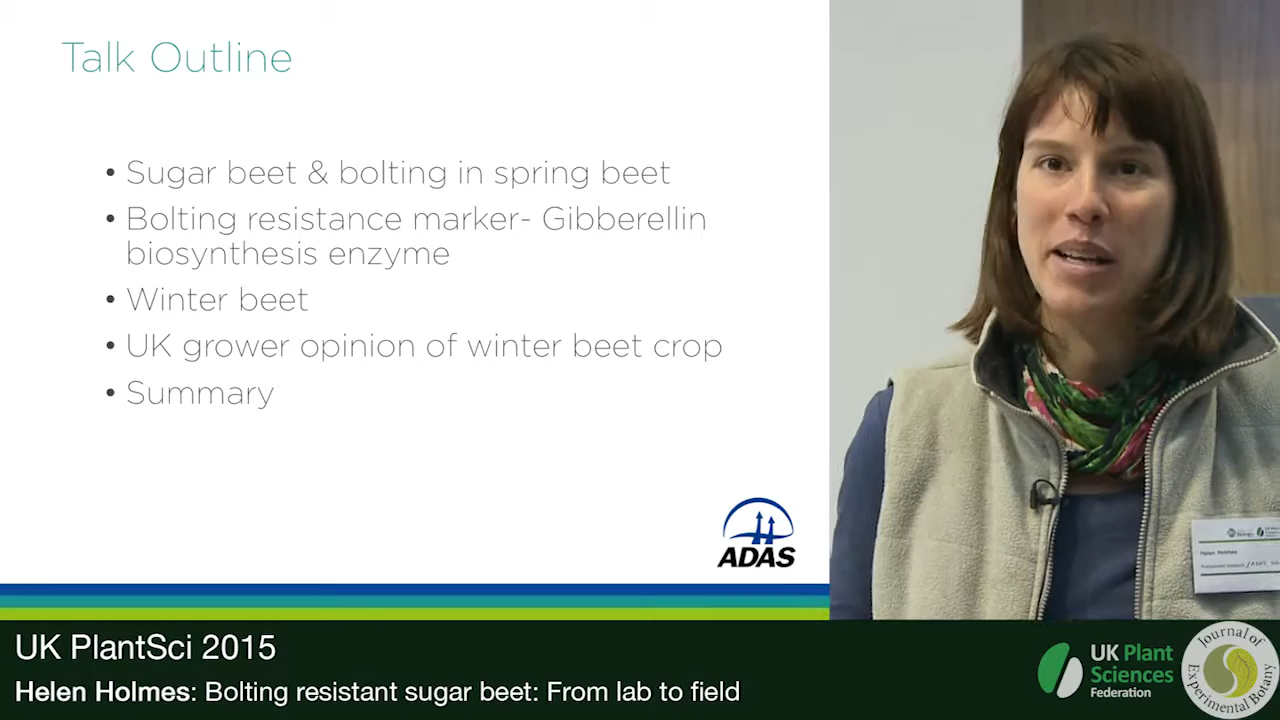 Talk Outline
• Sugar beet & bolting in spring beet
• Bolting resistance marker- Gibberellin
biosynthesis enzyme
• Winter beet
• UK grower opinion of winter beet crop
• Summary
ADAS
Helen Holmes
UK PlantSci 2015
Helen Holmes: Bolting resistant sugar beet: From lab to field
UK Plant
Sciences
Federation
Journal of
Experimental Botany